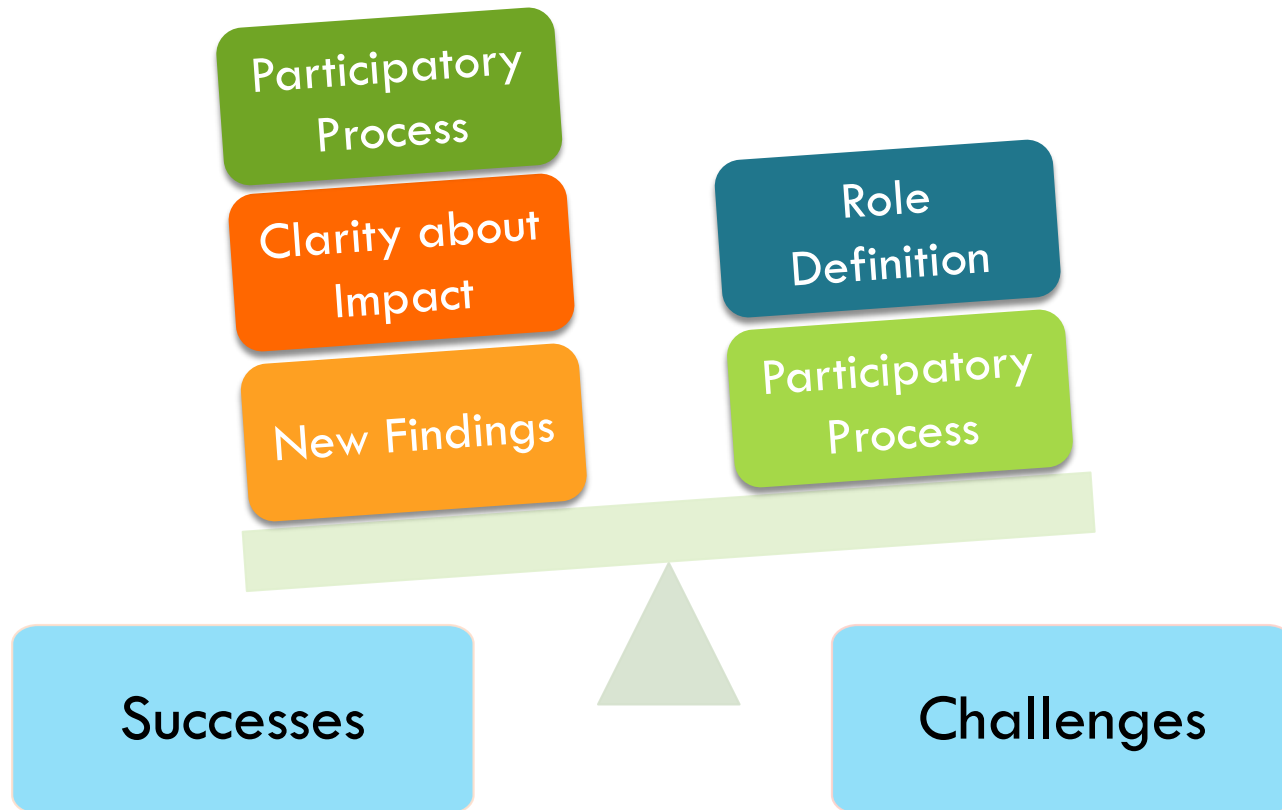 Participatory
Process
Clarity about
Impact
New Findings
Role
Definition
Participatory
Process
Successes
Challenges